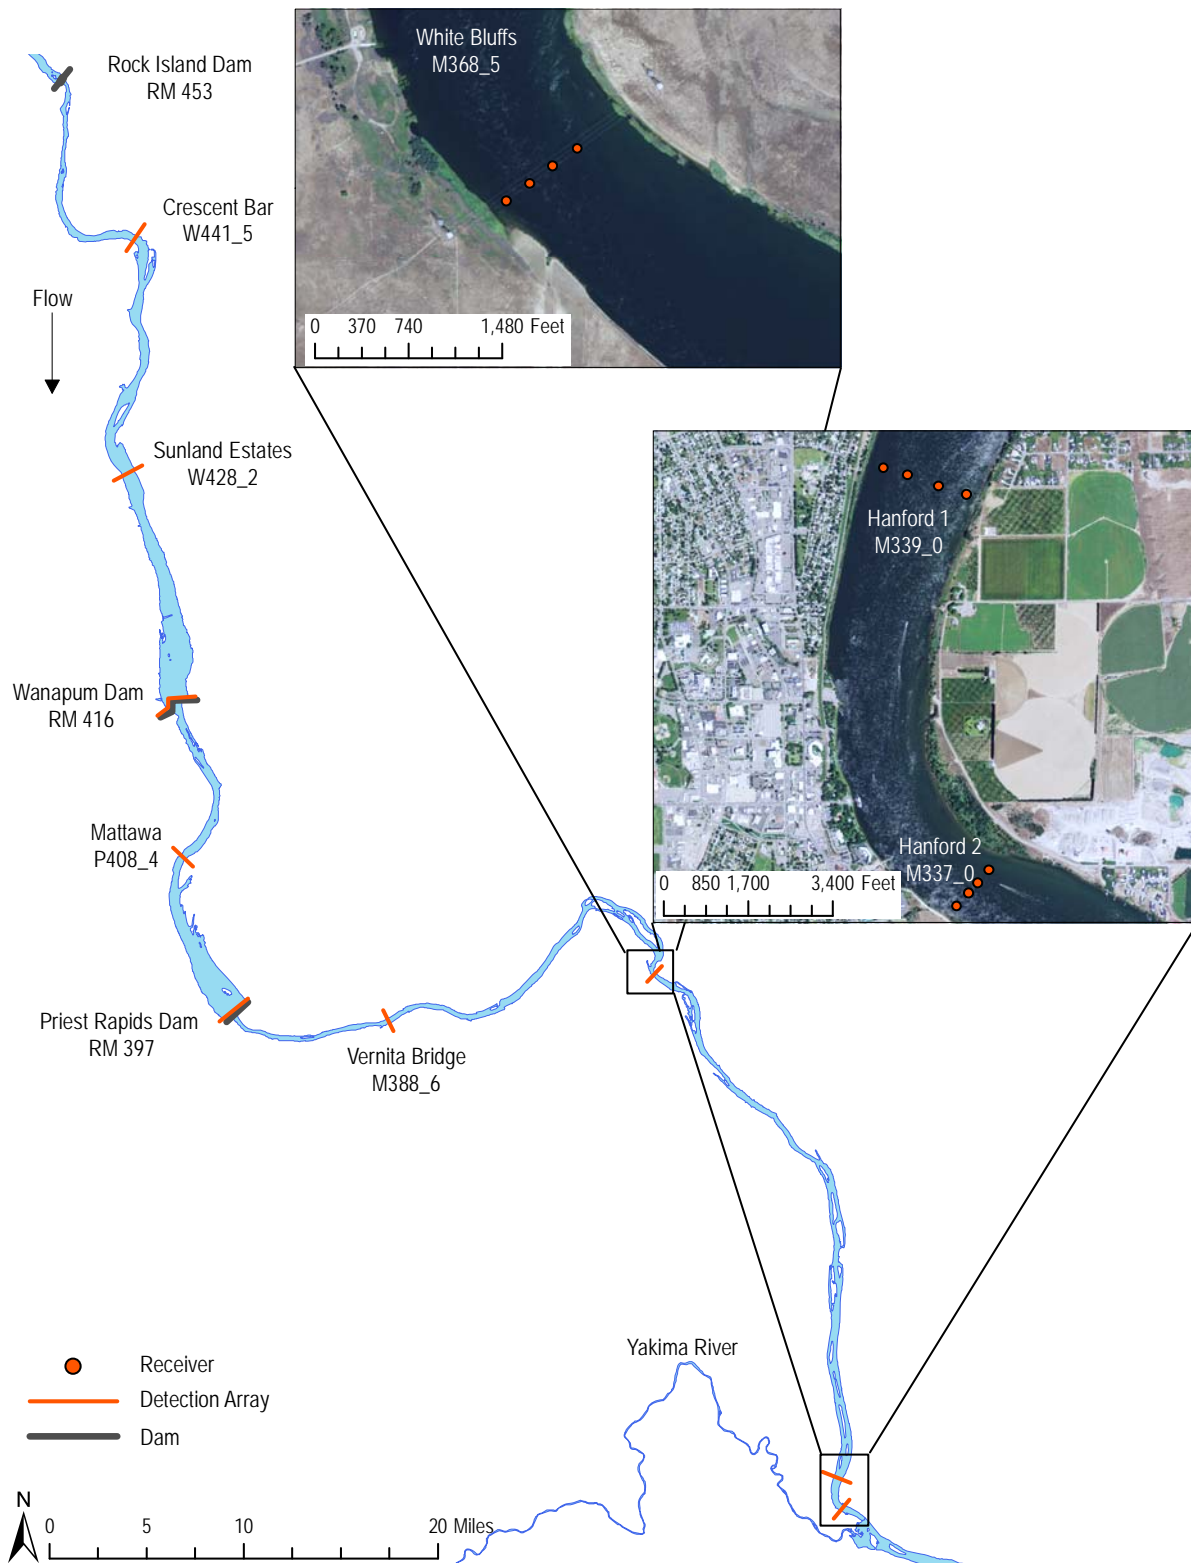 Rock Island Dam
RM 453
White Bluffs
M368_5
Crescent Bar
W441_5
Flow
0 370 740 1,480 Feet
Sunland Estates
W428_2
Hanford 1
M339_0
Wanapum Dam
RM 416
Mattawa
P408_4
Hanford 2
M337_0
0 850 1,700 3,400 Feet
Priest Rapids Dam
RM 397
Vernita Bridge
M388_6
Yakima River
Receiver
Detection Array
Dam
N
0 5 10 20 Miles